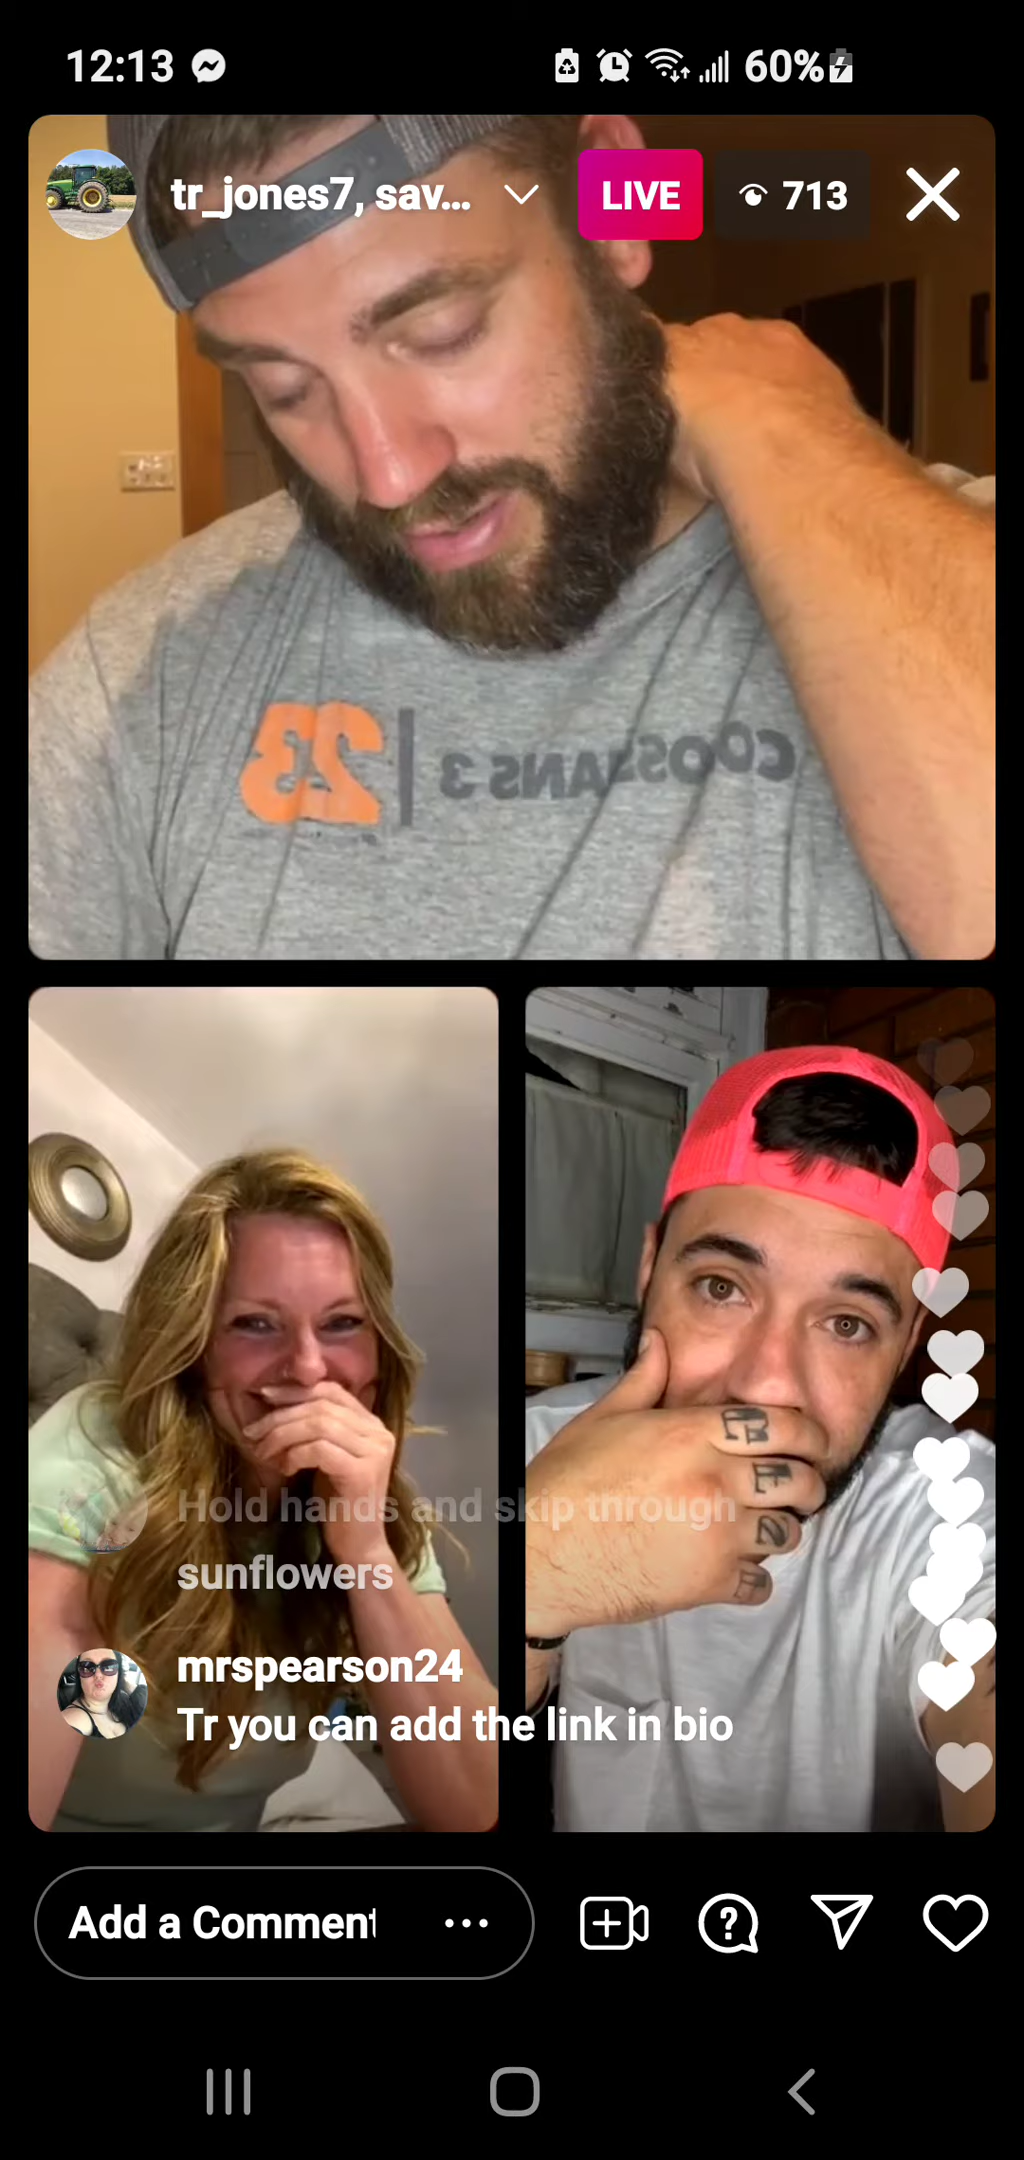 12:13 60%
tr_jones7, sav... LIVE 713
23
Hold hands and skip through
sunflowers
mrspearson24
Tr you can add the link in bio
Add a Comment